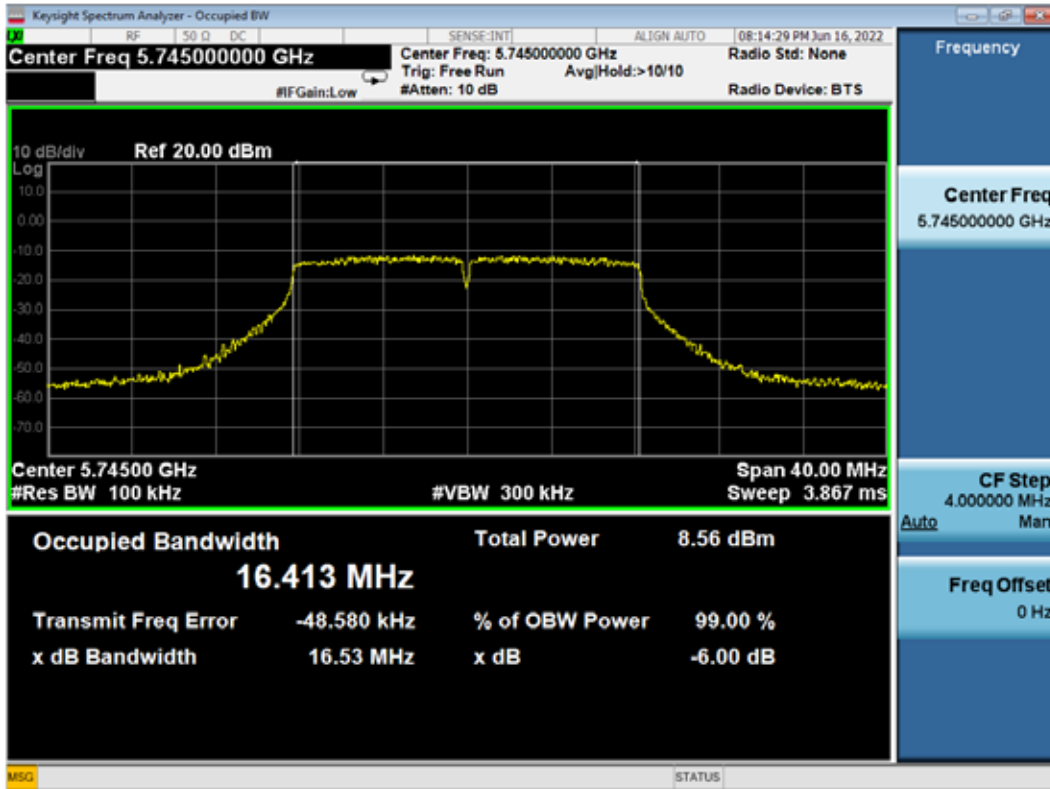 Keysight Spectrum Analyzer - Occupied BW
RF 50 Ω DC SENSE:INT ALIGN AUTO 08:14:29 PM Jun 16, 2022
Center Freq 5.745000000 GHz
Center Freq: 5.745000000 GHz Radio Std: None
Trig: Free Run Avg|Hold:>10/10
#IFGain:Low #Atten: 10 dB Radio Device: BTS
10 dB/div Ref 20.00 dBm
Log
10.0
0.00
-10.0
-20.0
-30.0
-40.0
-50.0
-60.0
-70.0
Center 5.74500 GHz Span 40.00 MHz
#Res BW 100 kHz #VBW 300 kHz Sweep 3.867 ms
Occupied Bandwidth Total Power 8.56 dBm
16.413 MHz
Transmit Freq Error -48.580 kHz % of OBW Power 99.00 %
x dB Bandwidth 16.53 MHz x dB -6.00 dB
MSG STATUS
Frequency
Center Freq
5.745000000 GHz
CF Step
4.000000 MHz
Auto Man
Freq Offset
0 Hz